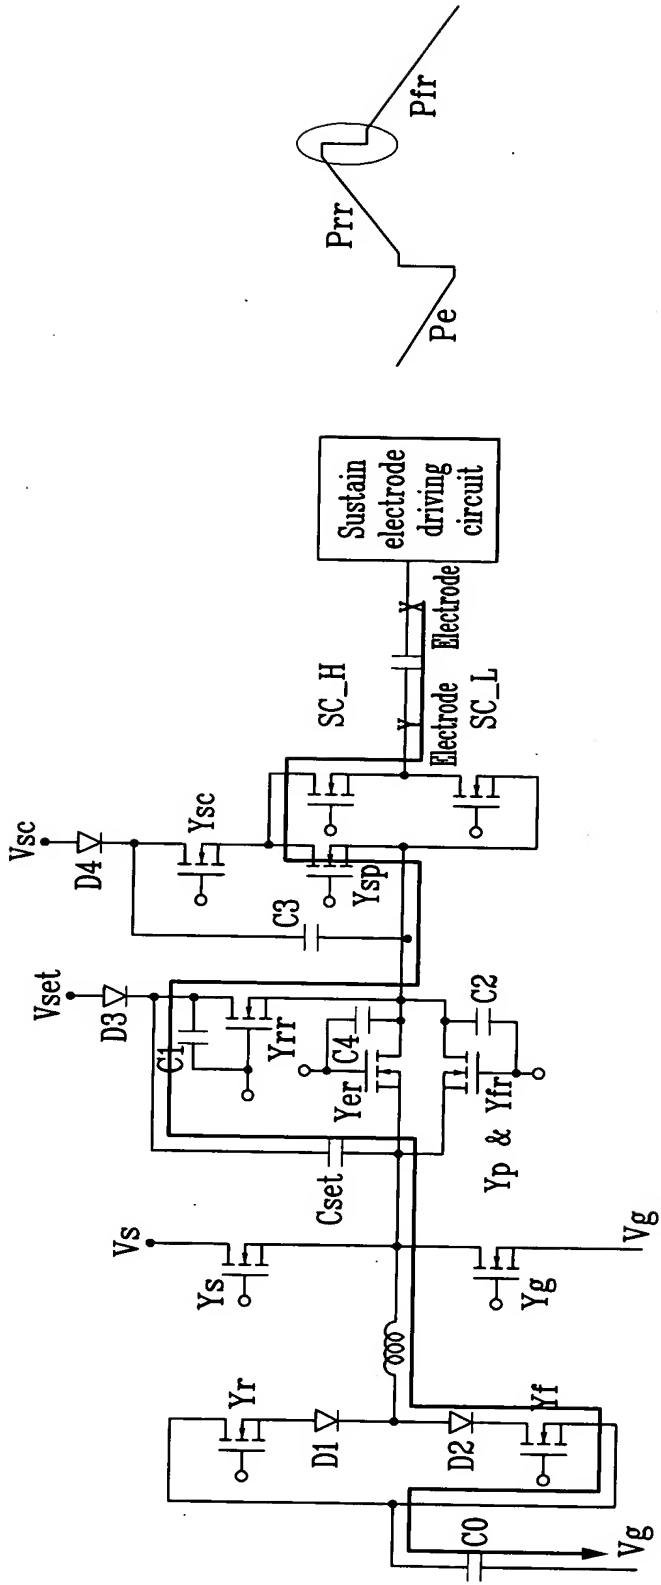 Pe
Prr
Pfr
Vsc
D4
Ysc
SC_H
Vset
D3
C3
Ysp
Y
Electrode
X
Electrode
Sustain
electrode
driving
circuit
SC_L
C1
Yrr
C4
Yer
C2
Yp & Yfr
Cset
Vs
Ys
Yg
Vg
Yr
D1
D2
Yf
C0
Vg